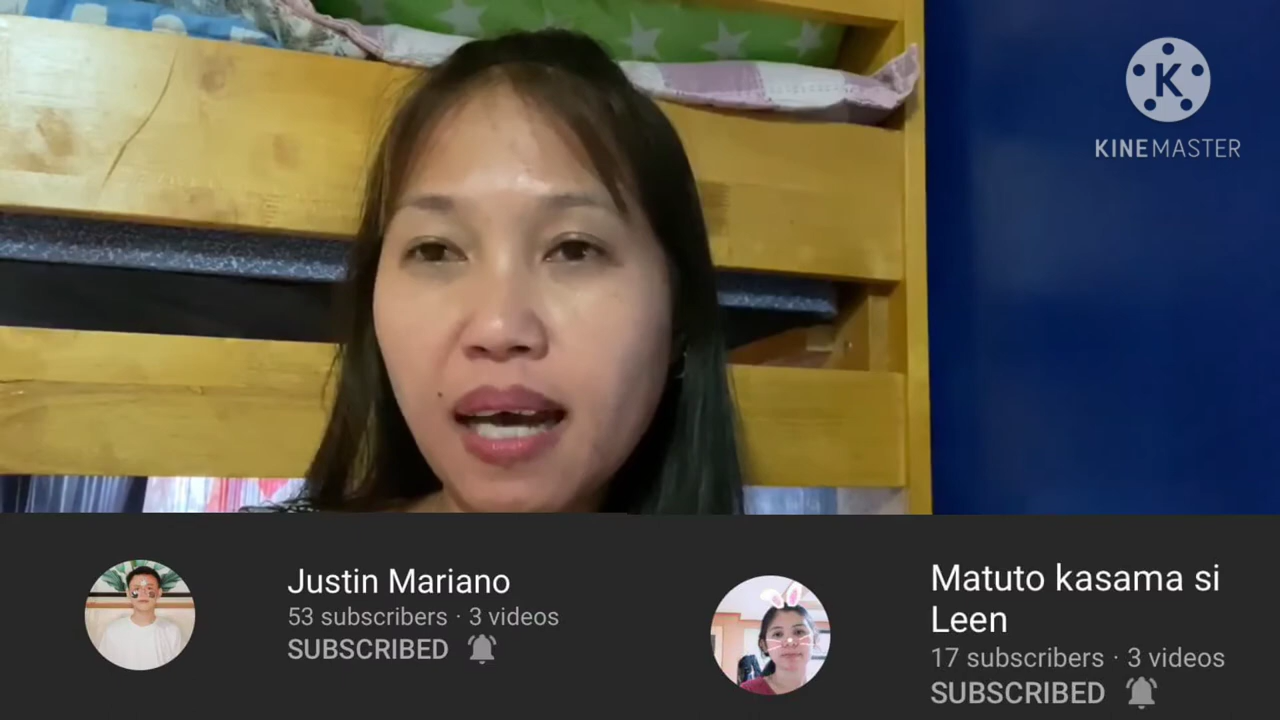 K
KINEMASTER
Justin Mariano
53 subscribers · 3 videos
SUBSCRIBED
Matuto kasama si
Leen
17 subscribers · 3 videos
SUBSCRIBED